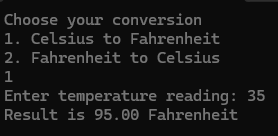 Choose your conversion
1. Celsius to Fahrenheit
2. Fahrenheit to Celsius
1
Enter temperature reading: 35
Result is 95.00 Fahrenheit